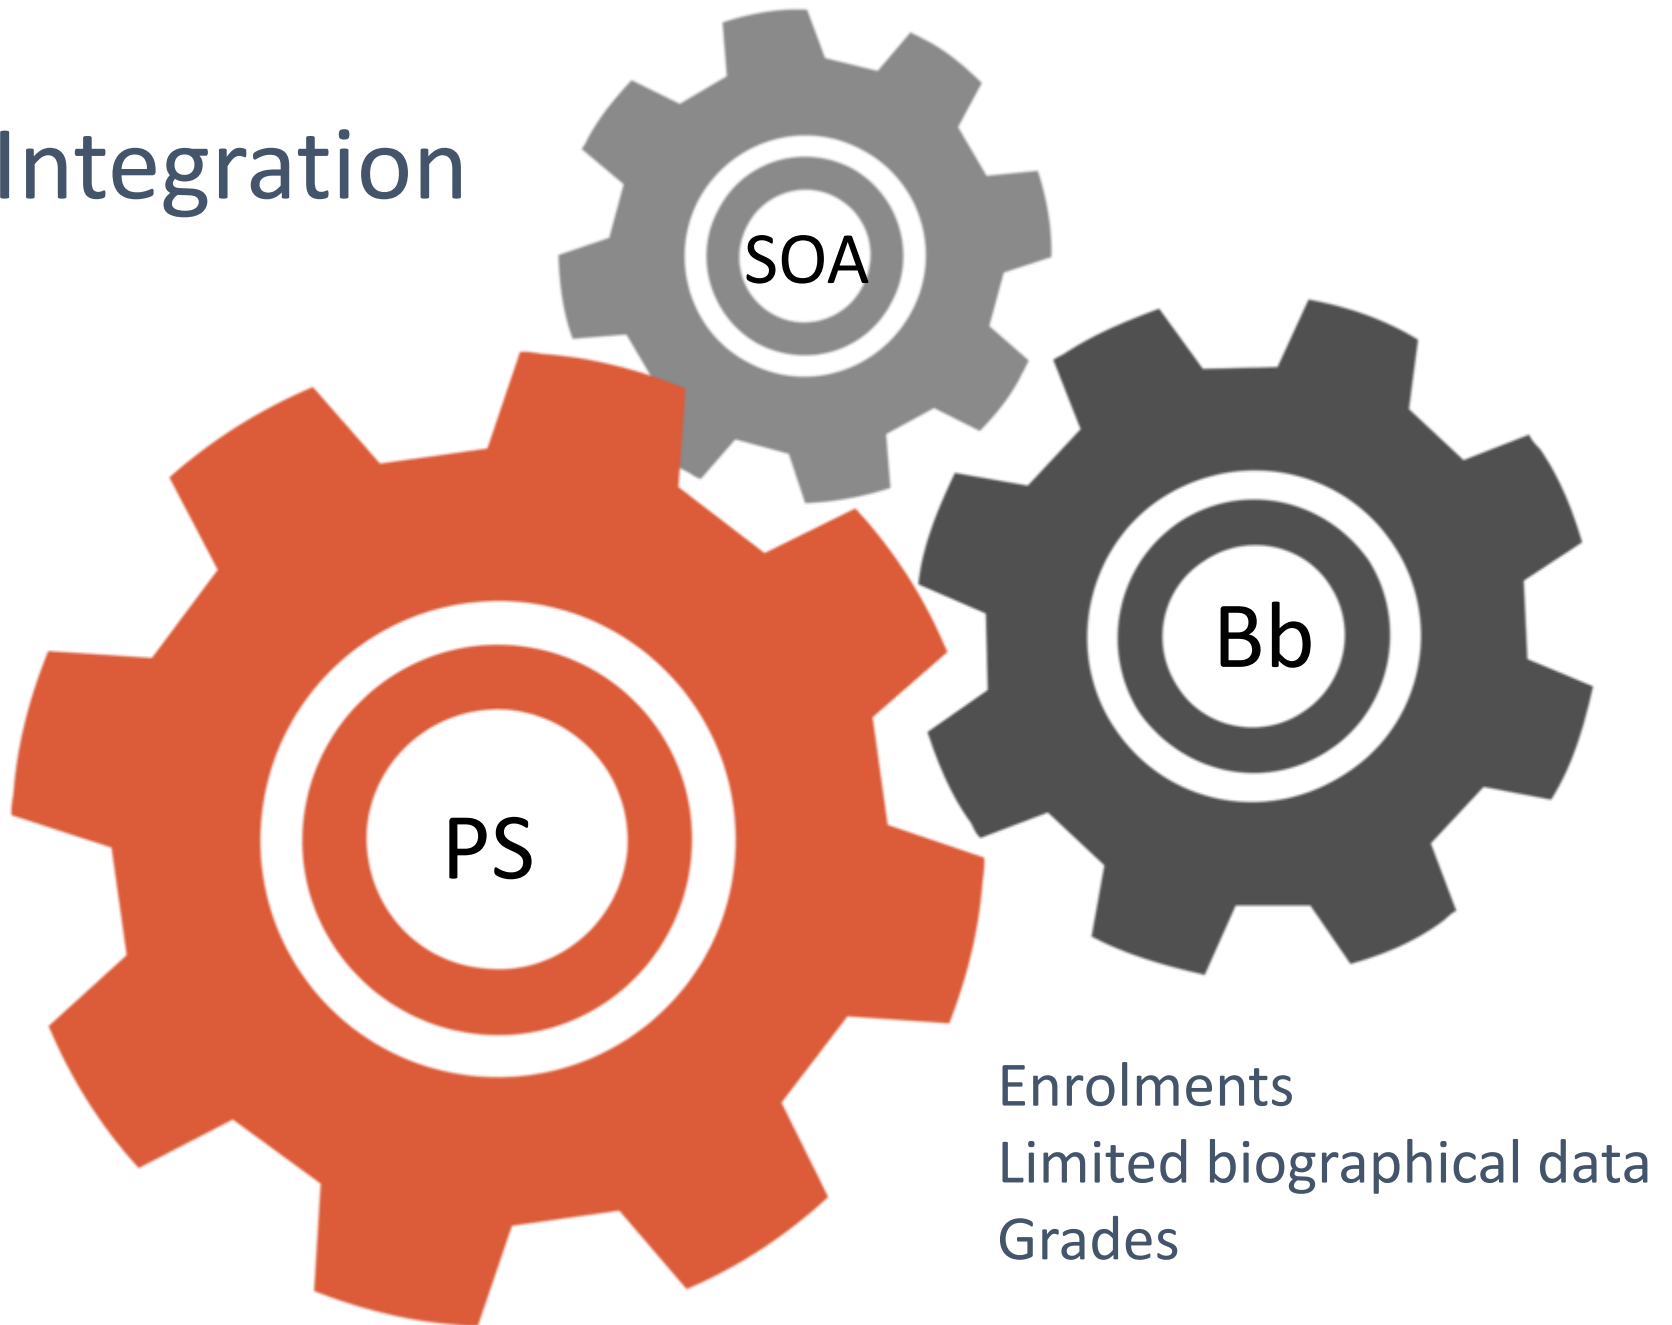 Integration
SOA
Bb
PS
Enrolments
Limited biographical data
Grades